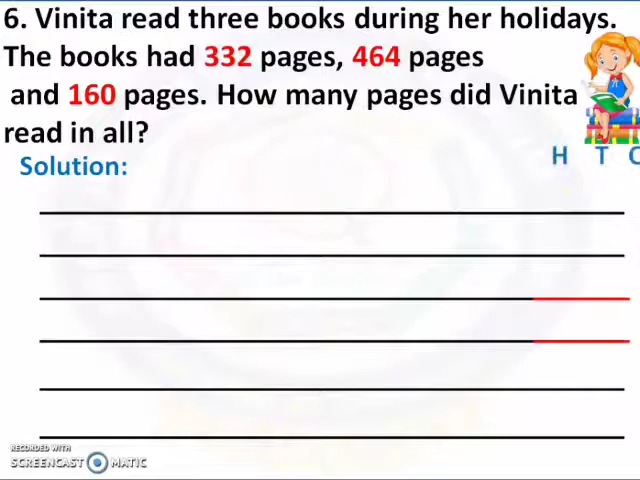 6. Vinita read three books during her holidays.
The books had 332 pages, 464 pages
and 160 pages. How many pages did Vinita
read in all?
Solution:
H T O
RECORDED WITH
SCREENCAST MATIC